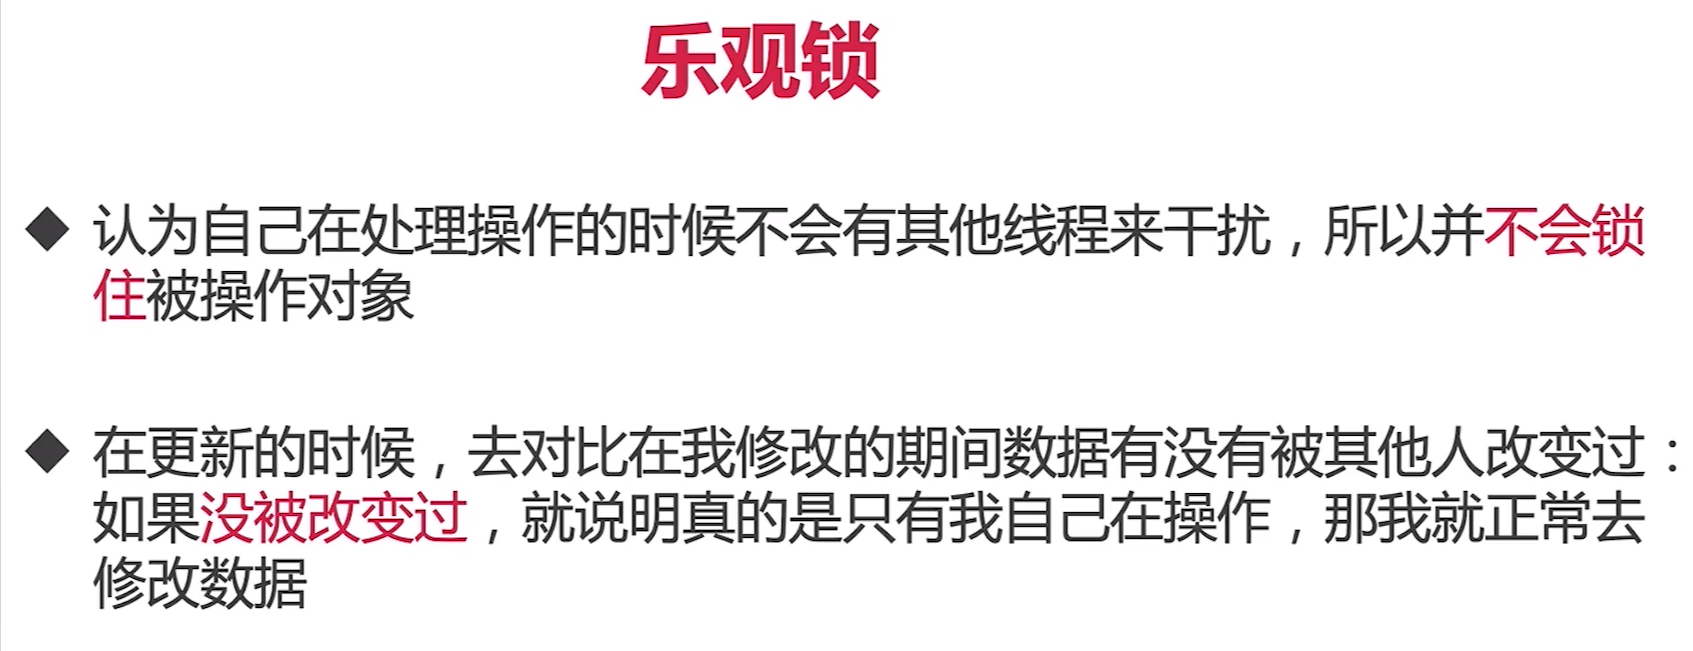 乐观锁
◆ 认为自己在处理操作的时候不会有其他线程来干扰，所以并不会锁
住被操作对象
◆ 在更新的时候，去对比在我修改的期间数据有没有被其他人改变过：
如果没被改变过，就说明真的是只有我自己在操作，那我就正常去
修改数据